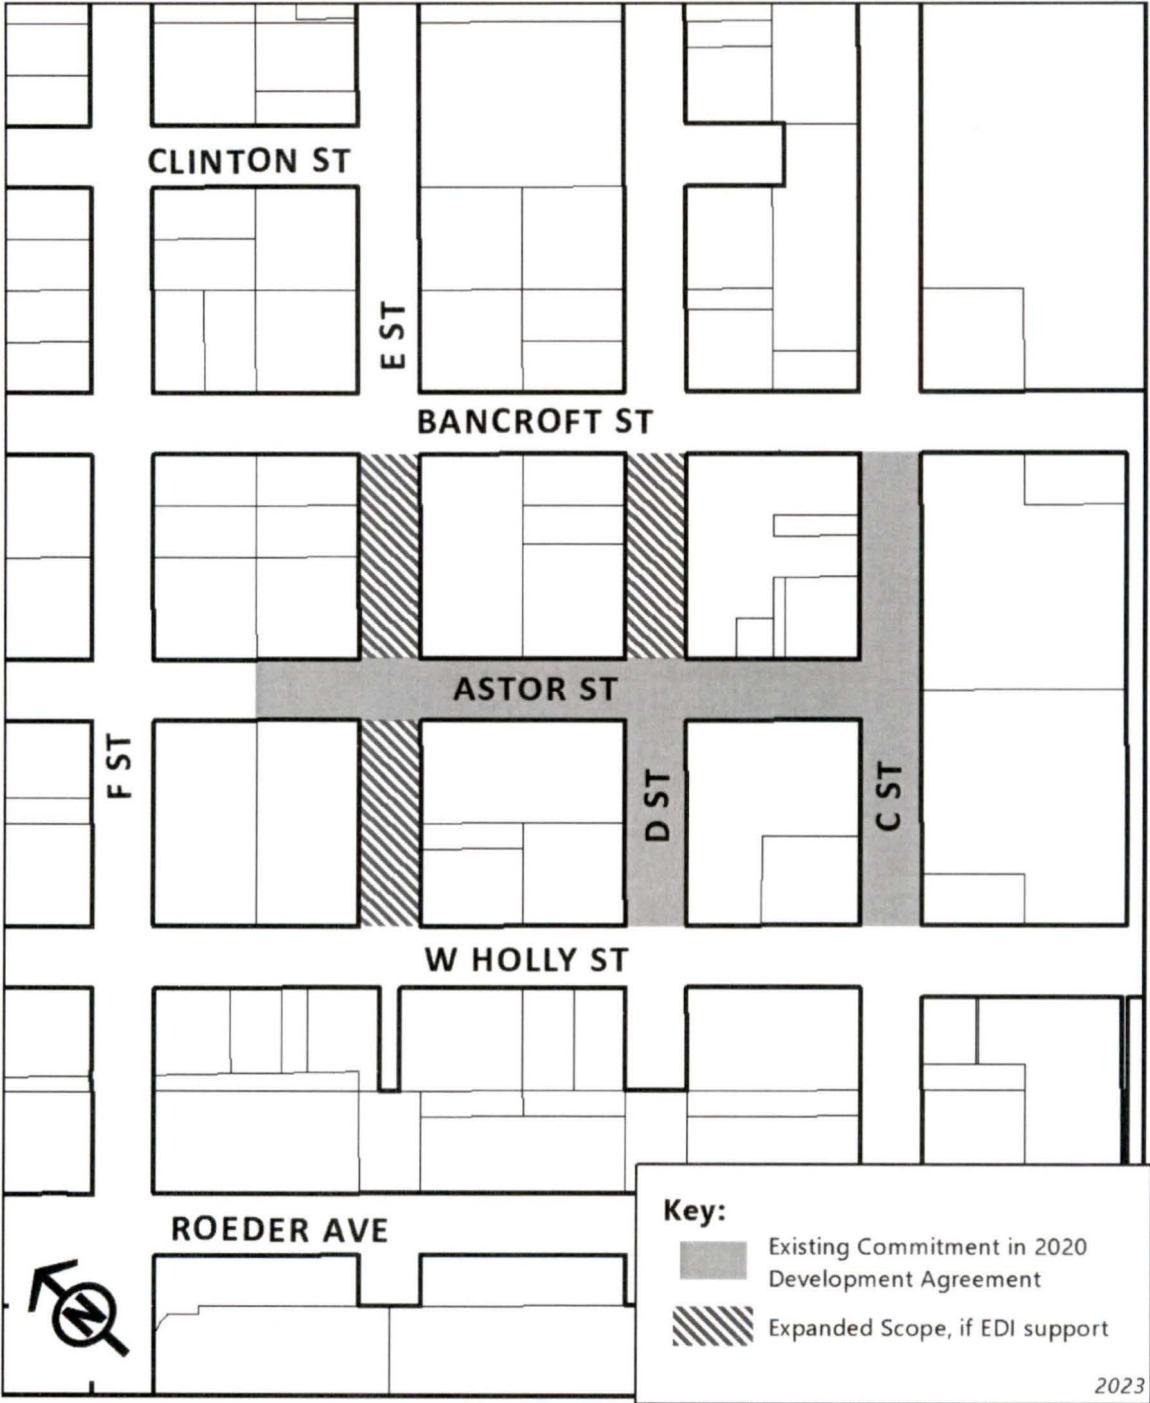 CLINTON ST
E ST
BANCROFT ST
ASTOR ST
F ST
D ST
C ST
W HOLLY ST
ROEDER AVE
N
Key:
Existing Commitment in 2020
Development Agreement
Expanded Scope, if EDI support
2023